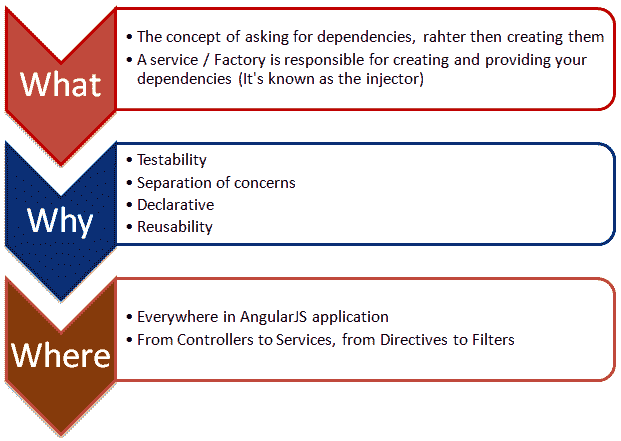 What
• The concept of asking for dependencies, rahter then creating them
• A service / Factory is responsible for creating and providing your
dependencies (It's known as the injector)
Why
• Testability
• Separation of concerns
• Declarative
• Reusability
Where
• Everywhere in AngularJS application
• From Controllers to Services, from Directives to Filters